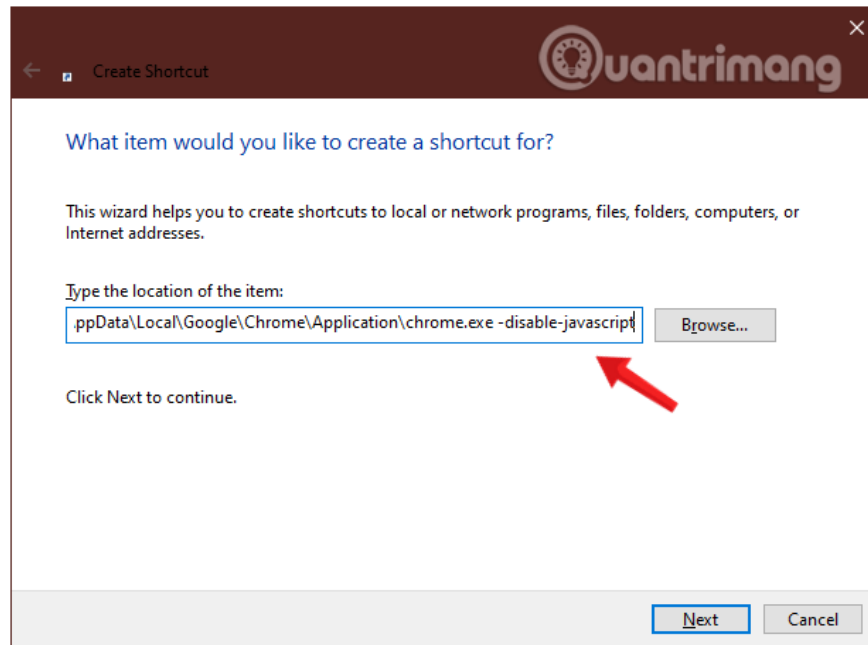 Quantrimang
Create Shortcut
What item would you like to create a shortcut for?
This wizard helps you to create shortcuts to local or network programs, files, folders, computers, or
Internet addresses.
Type the location of the item:
.ppData\Local\Google\Chrome\Application\chrome.exe -disable-javascript
Browse...
Click Next to continue.
Next
Cancel